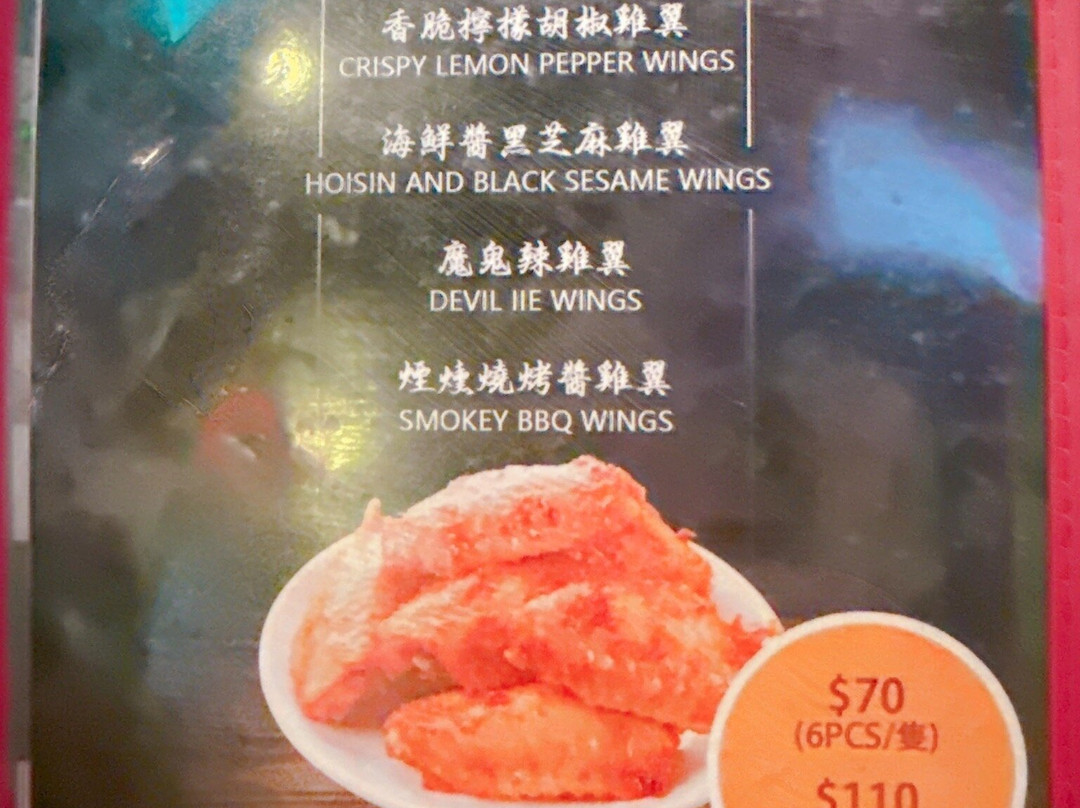 香脆檸檬胡椒雞翼
CRISPY LEMON PEPPER WINGS
海鮮醬黑芝麻雞翼
HOISIN AND BLACK SESAME WINGS
魔鬼辣雞翼
DEVIL IIE WINGS
煙燻燒烤醬雞翼
SMOKEY BBQ WINGS
$70
(6PCS/隻)
$110